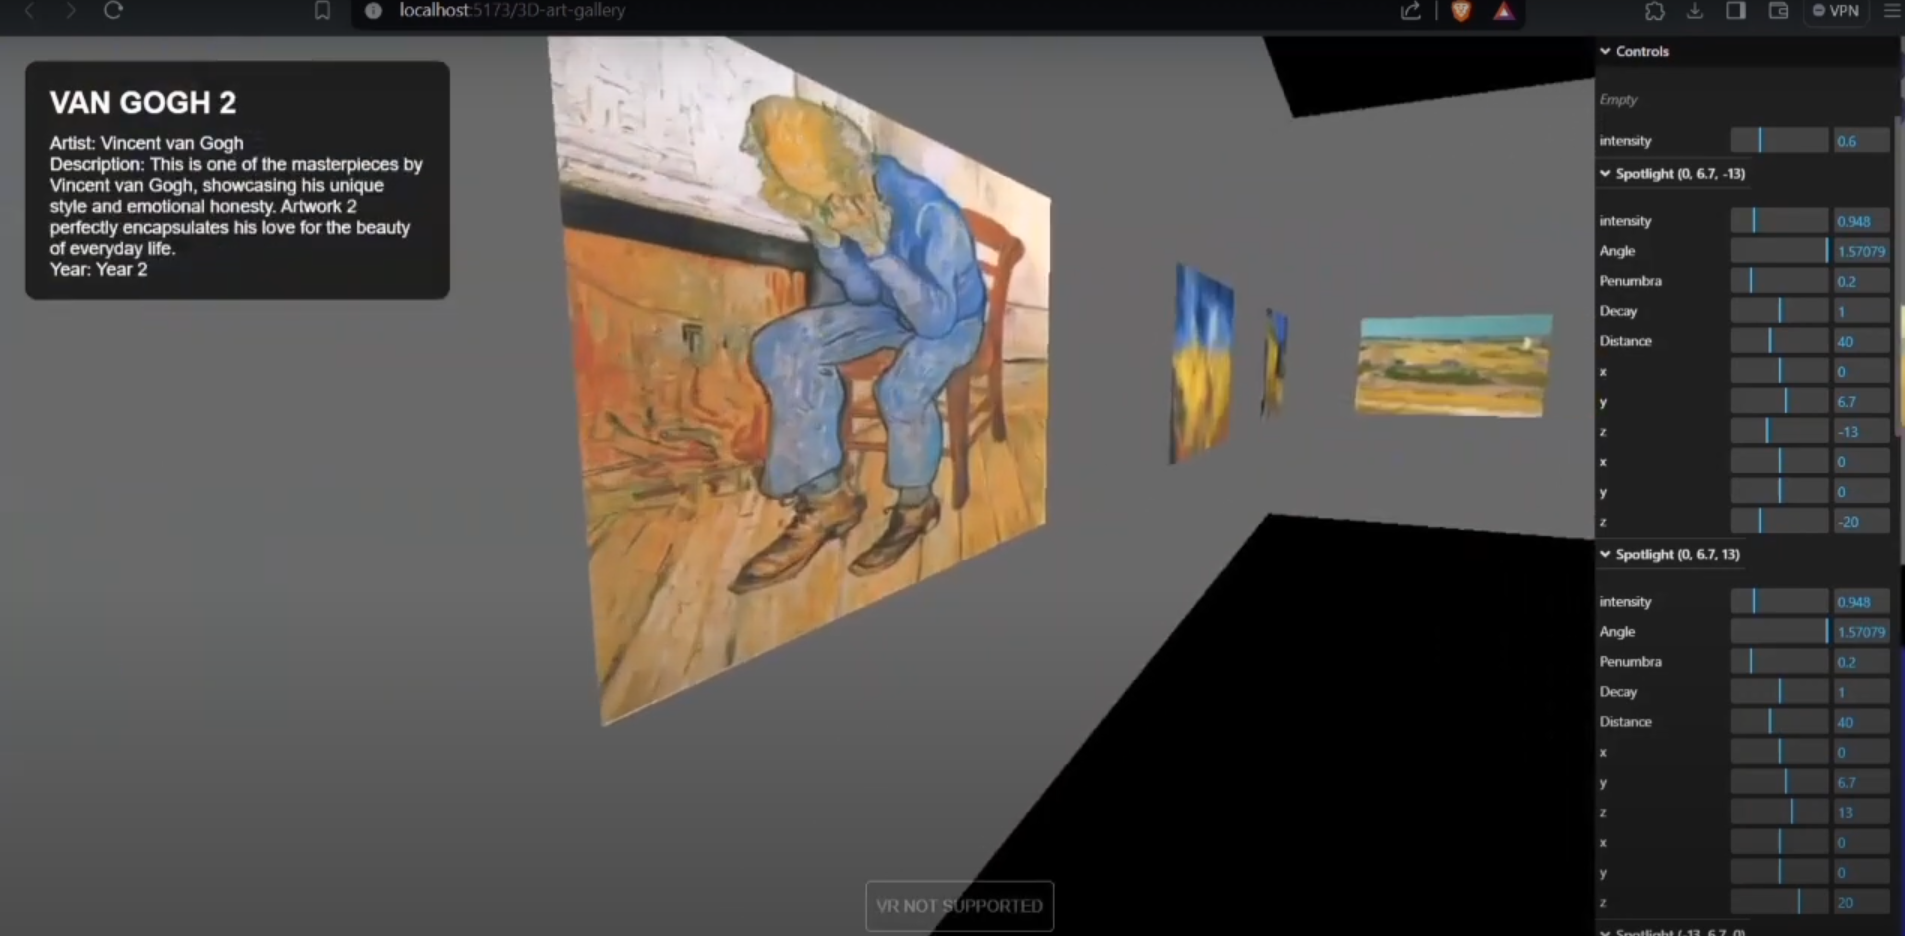 localhost:5173/3D-art-gallery
VPN
VAN GOGH 2
Artist: Vincent van Gogh
Description: This is one of the masterpieces by
Vincent van Gogh, showcasing his unique
style and emotional honesty. Artwork 2
perfectly encapsulates his love for the beauty
of everyday life.
Year: Year 2
VR NOT SUPPORTED
Controls
Empty
intensity 0.6
Spotlight (0, 6.7, -13)
intensity 0.948
Angle 1.57079
Penumbra 0.2
Decay 1
Distance 40
x 0
y 6.7
z -13
x 0
y 0
z -20
Spotlight (0, 6.7, 13)
intensity 0.948
Angle 1.57079
Penumbra 0.2
Decay 1
Distance 40
x 0
y 6.7
z 13
x 0
y 0
z 20
Spotlight (-13, 6.7, 0)